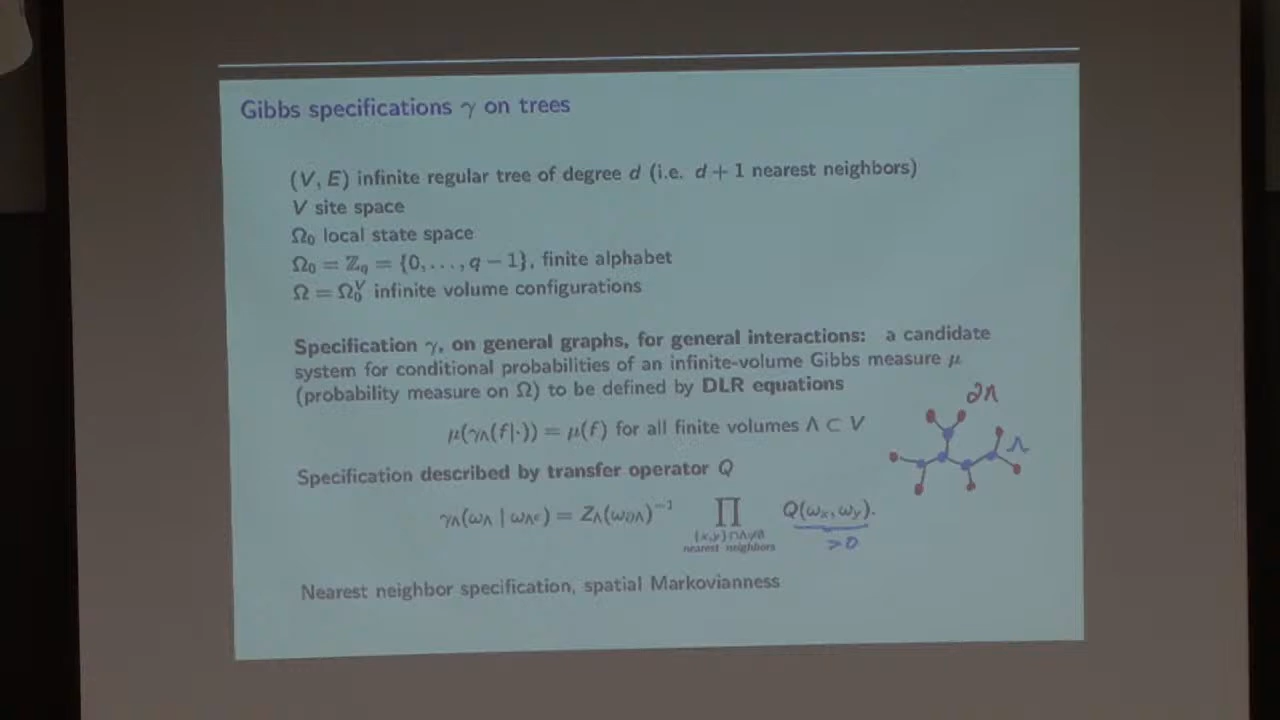 Gibbs specifications γ on trees
(V, E) infinite regular tree of degree d (i.e. d + 1 nearest neighbors)
V site space
Ω₀ local state space
Ω₀ = ℤ_q = {0, . . . , q − 1}, finite alphabet
Ω = Ω₀^V infinite volume configurations
Specification γ, on general graphs, for general interactions: a candidate
system for conditional probabilities of an infinite-volume Gibbs measure μ
(probability measure on Ω) to be defined by DLR equations
∂Λ
μ(γ_Λ(f|·)) = μ(f) for all finite volumes Λ ⊂ V
Λ
Specification described by transfer operator Q
γ_Λ(ω_Λ | ω_Λᶜ) = Z_Λ(ω_∂Λ)⁻¹ ∏ Q(ω_x, ω_y).
{x,y}∩Λ≠∅
nearest neighbors
>0
Nearest neighbor specification, spatial Markovianness